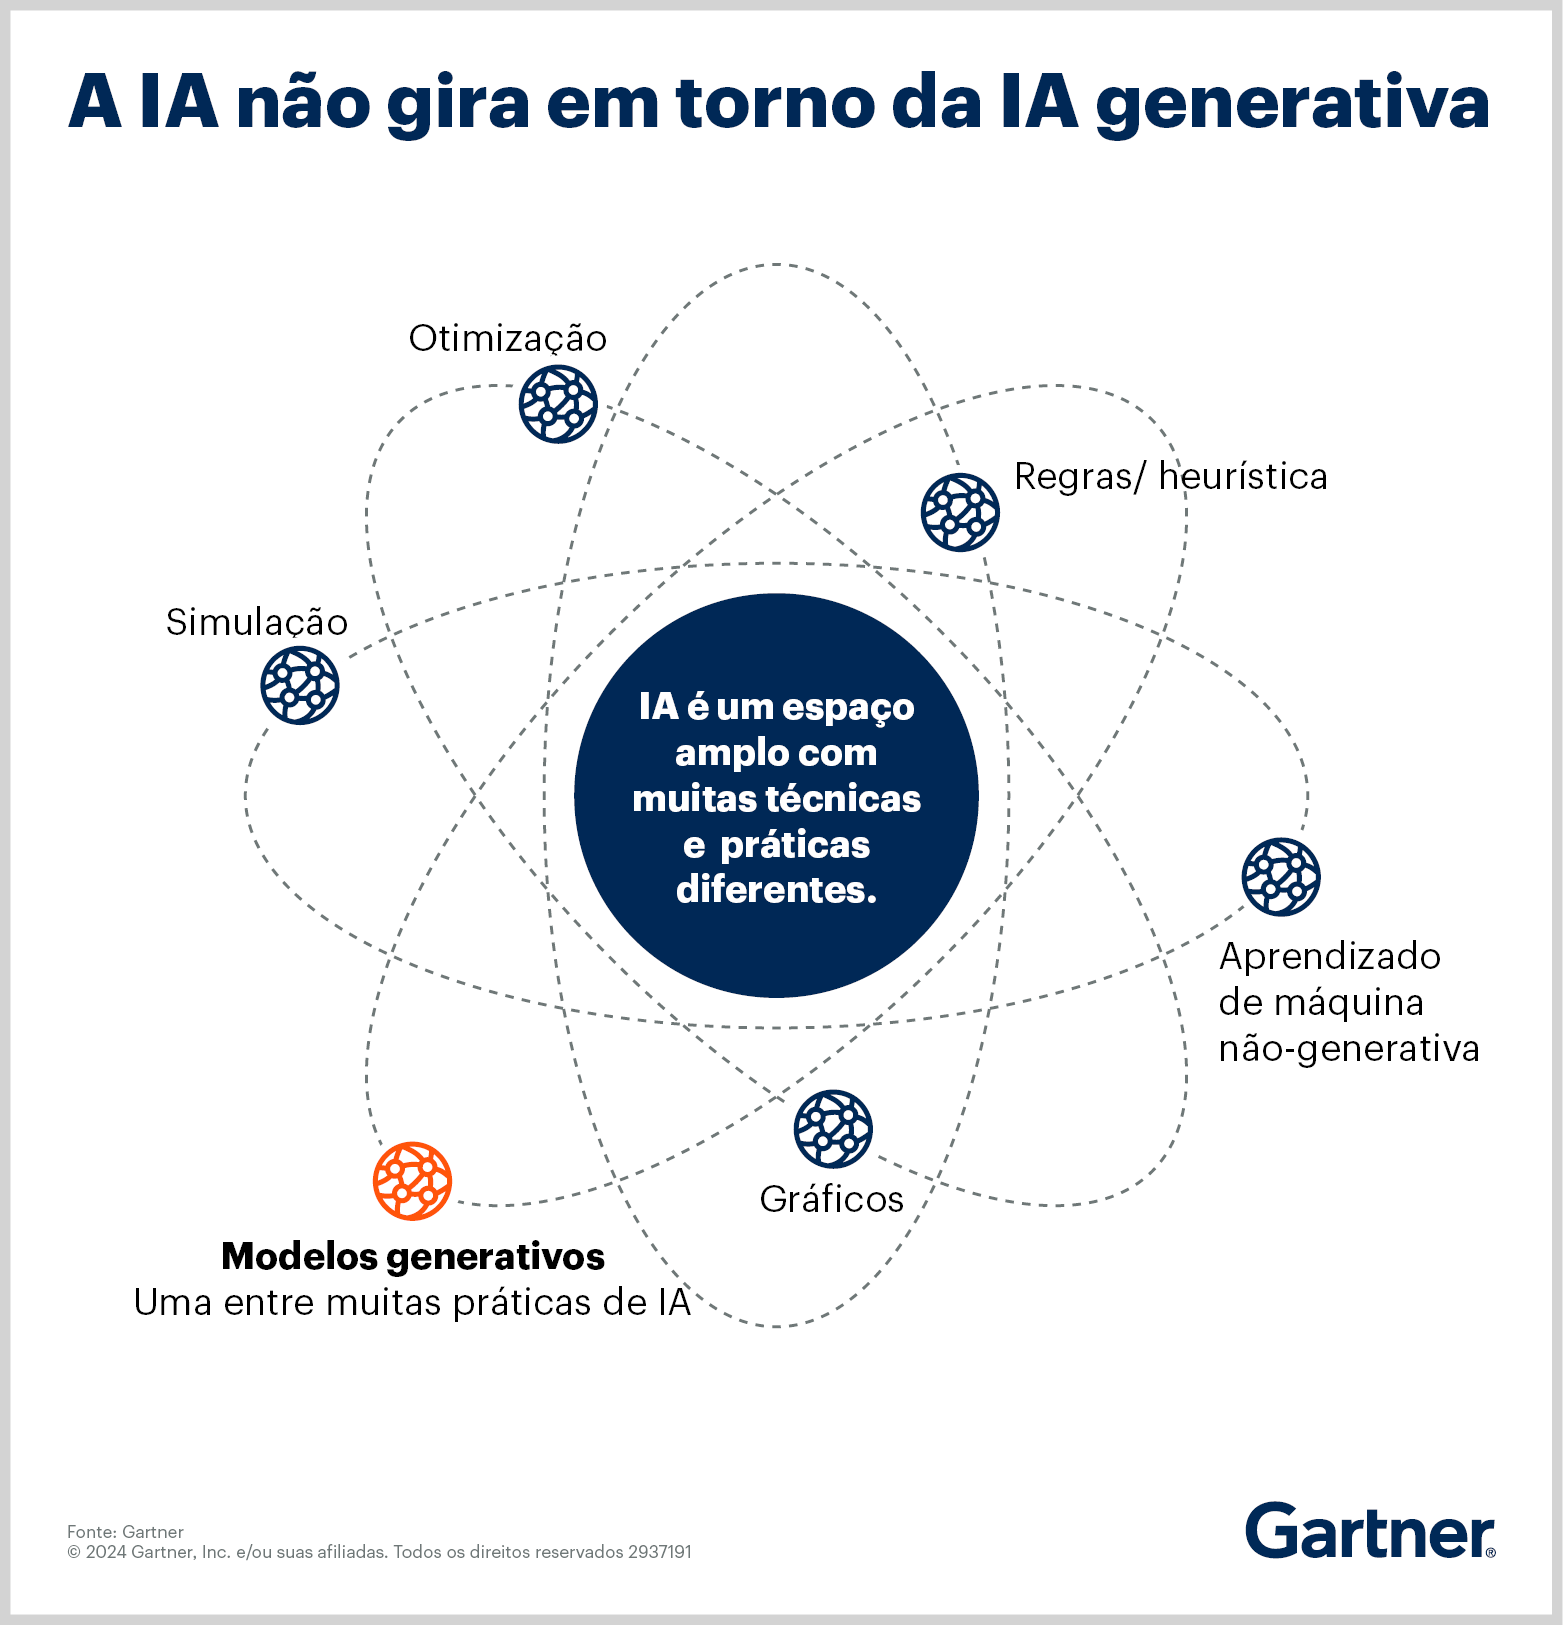 A IA não gira em torno da IA generativa
Otimização
Regras/ heurística
Simulação
IA é um espaço
amplo com
muitas técnicas
e práticas
diferentes.
Aprendizado
de máquina
não-generativa
Gráficos
Modelos generativos
Uma entre muitas práticas de IA
Fonte: Gartner
© 2024 Gartner, Inc. e/ou suas afiliadas. Todos os direitos reservados 2937191
Gartner®